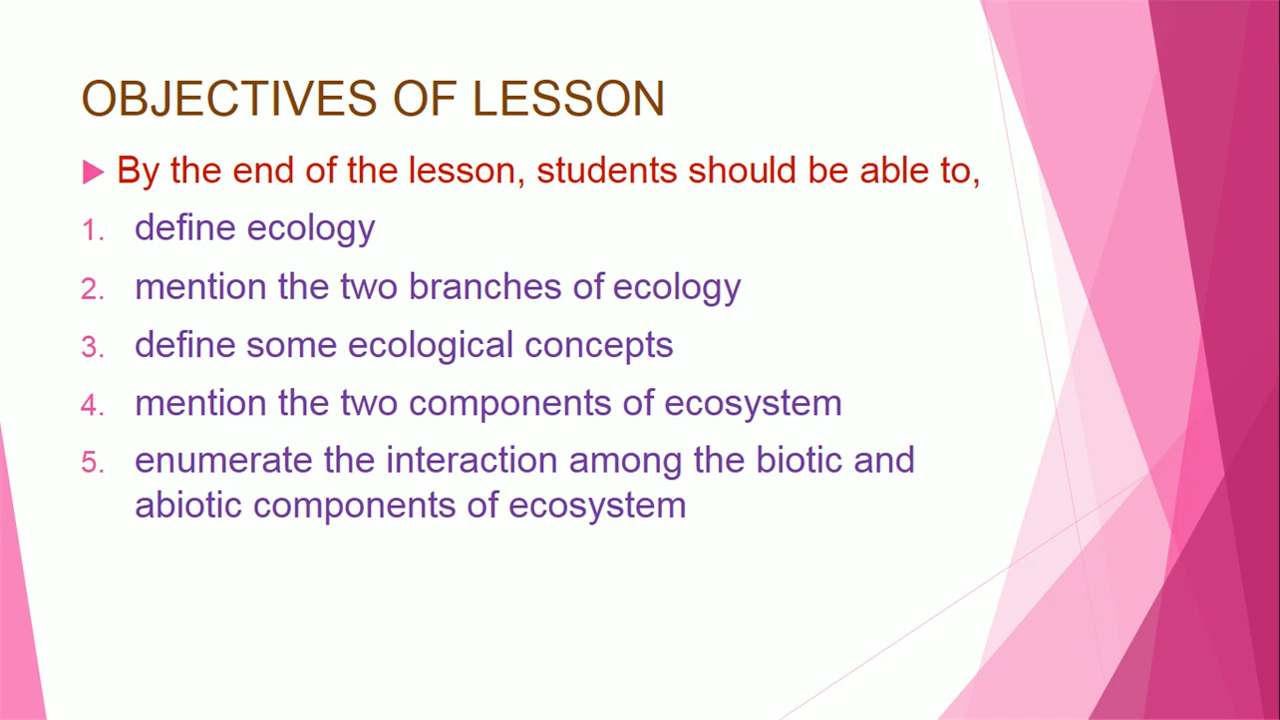 OBJECTIVES OF LESSON
By the end of the lesson, students should be able to,
1. define ecology
2. mention the two branches of ecology
3. define some ecological concepts
4. mention the two components of ecosystem
5. enumerate the interaction among the biotic and
abiotic components of ecosystem